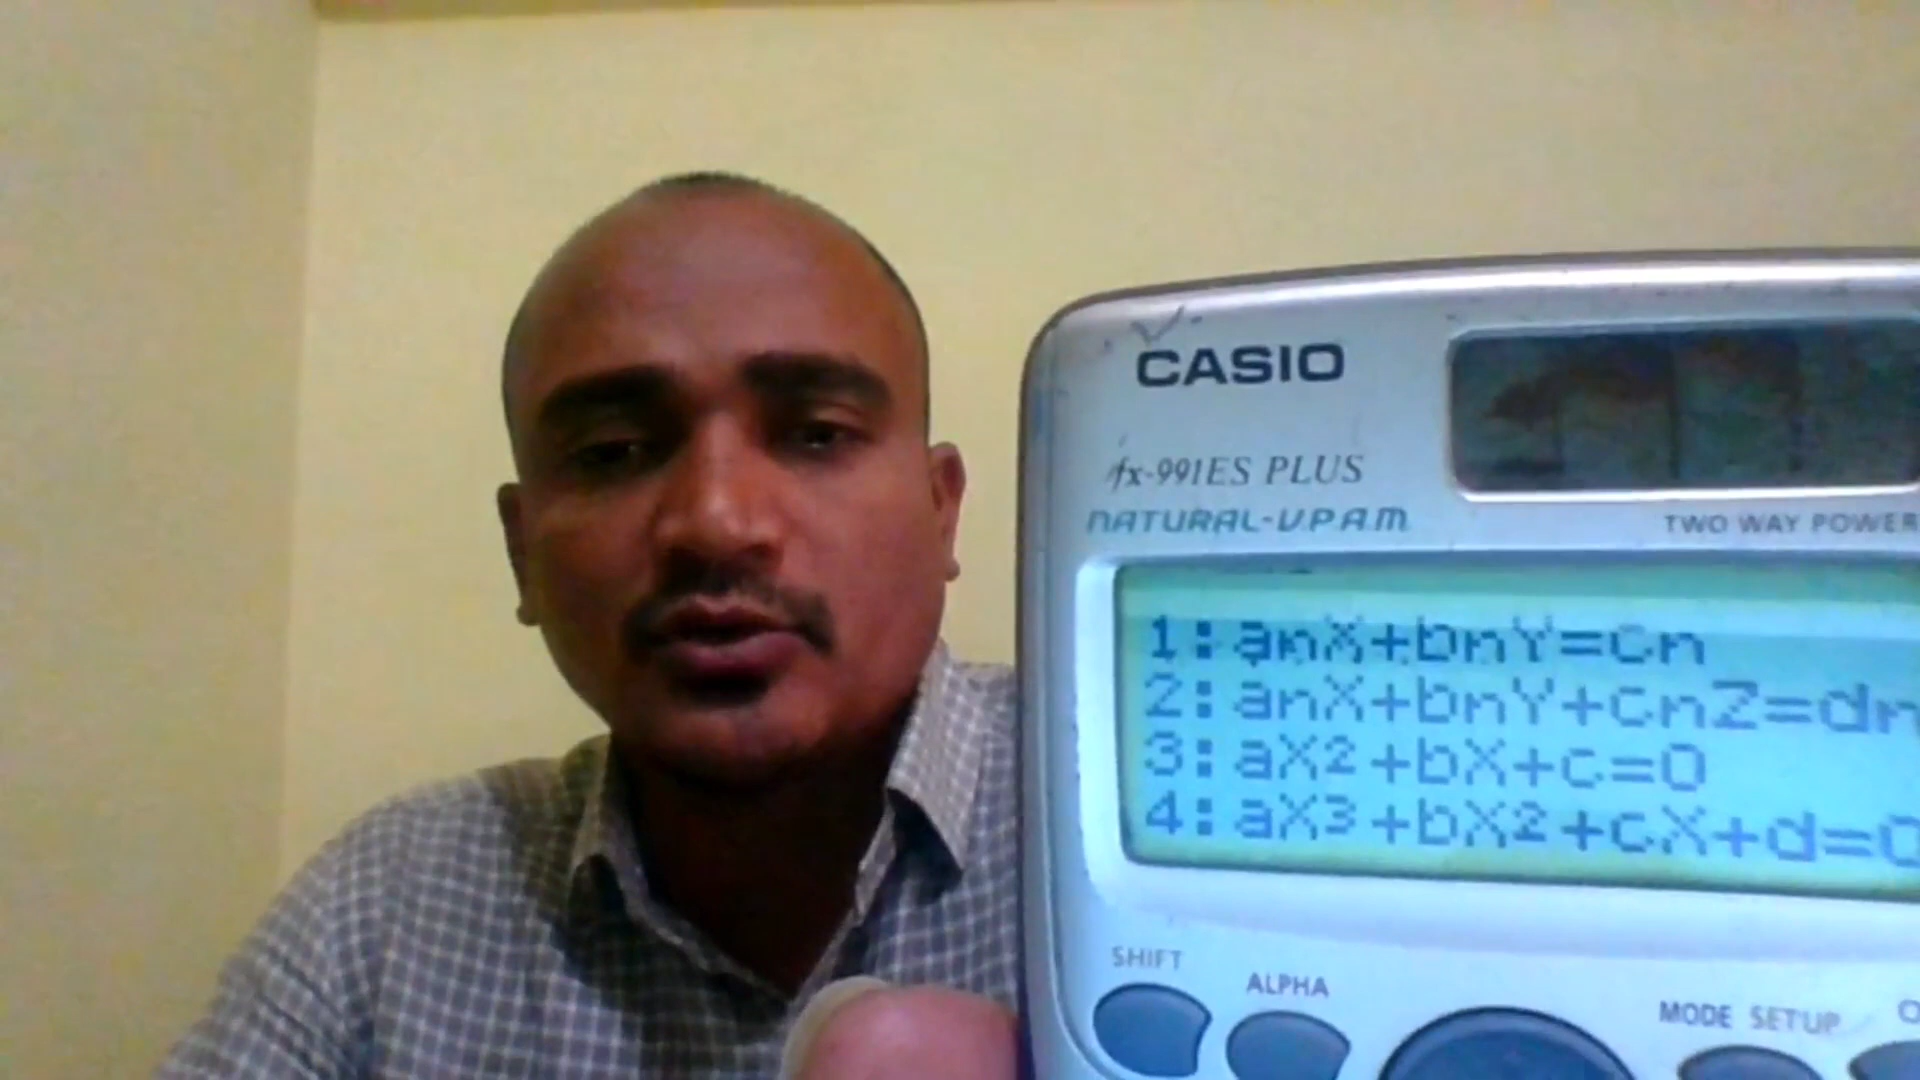 CASIO
fx-991ES PLUS
NATURAL-V.P.A.M.
TWO WAY POWER
1:anX+bnY=cn
2:anX+bnY+cnZ=dn
3:aX²+bX+c=0
4:aX³+bX²+cX+d=0
SHIFT
ALPHA
MODE SETUP